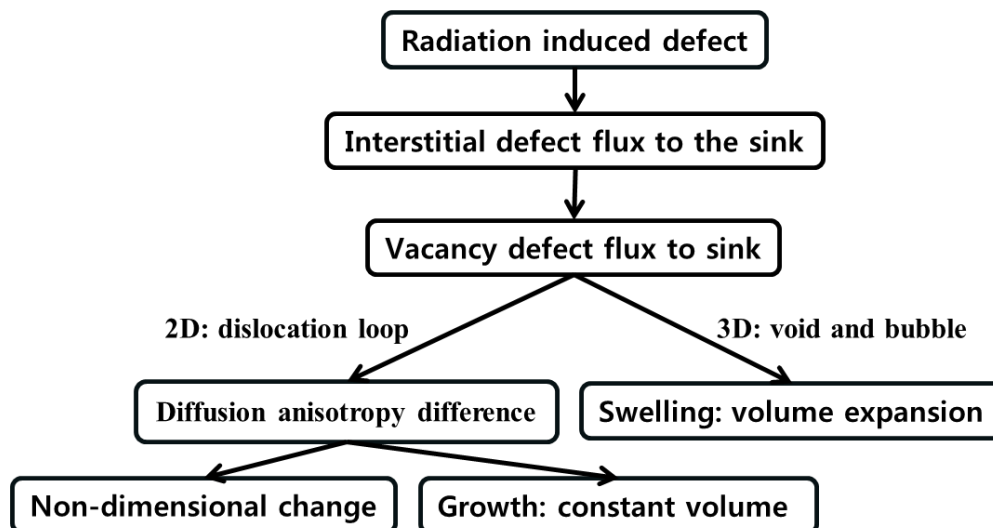 Radiation induced defect
Interstitial defect flux to the sink
Vacancy defect flux to sink
2D: dislocation loop
3D: void and bubble
Diffusion anisotropy difference
Swelling: volume expansion
Non-dimensional change
Growth: constant volume